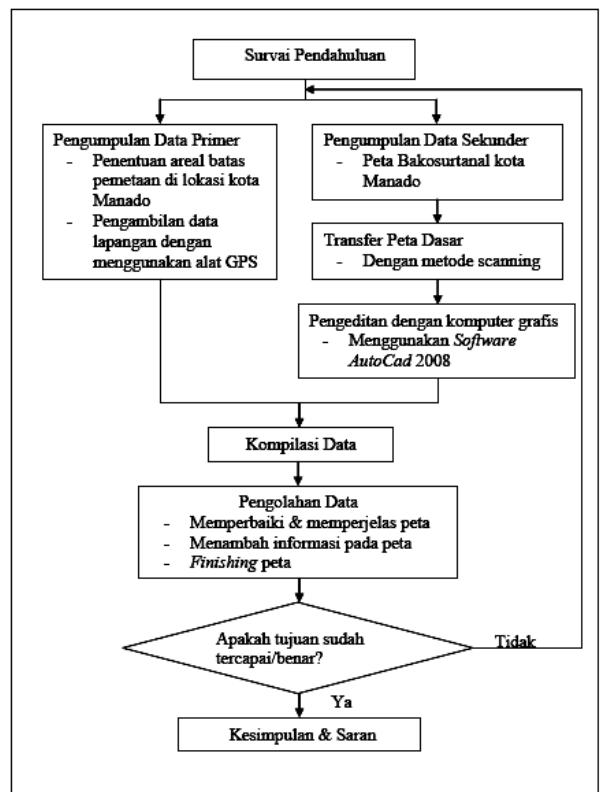 Survai Pendahuluan
Pengumpulan Data Primer
- Penentuan areal batas
pemetaan di lokasi kota
Manado
- Pengambilan data
lapangan dengan
menggunakan alat GPS
Pengumpulan Data Sekunder
- Peta Bakosurtanal kota
Manado
Transfer Peta Dasar
- Dengan metode scanning
Pengeditan dengan komputer grafis
- Menggunakan Software
AutoCad 2008
Kompilasi Data
Pengolahan Data
- Memperbaiki & memperjelas peta
- Menambah informasi pada peta
- Finishing peta
Apakah tujuan sudah
tercapai/benar?
Tidak
Ya
Kesimpulan & Saran